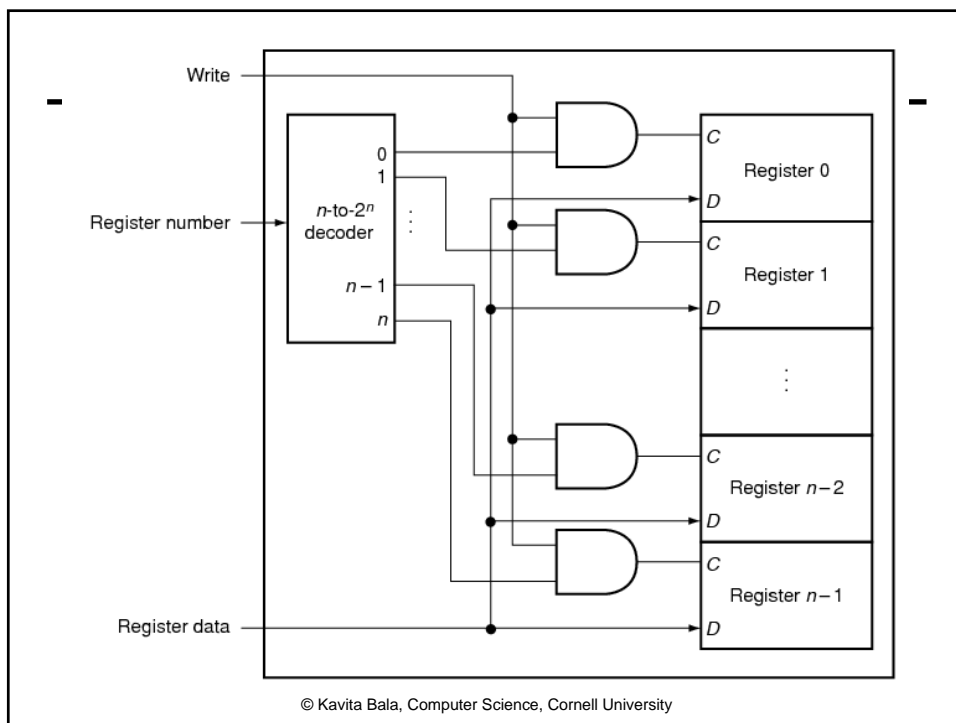 Write
0
1
n-to-2ⁿ
decoder
⋮
n – 1
n
Register number
Register data
C
Register 0
D
C
Register 1
D
⋮
C
Register n – 2
D
C
Register n – 1
D
© Kavita Bala, Computer Science, Cornell University